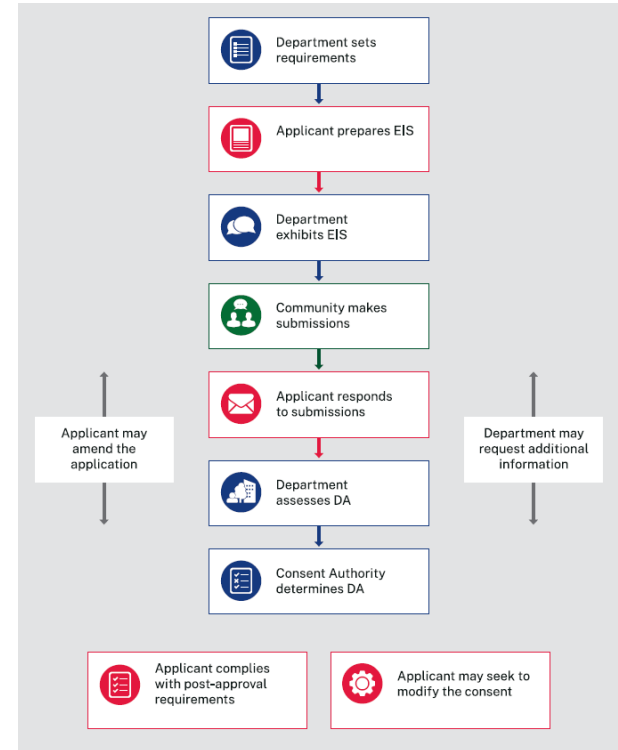 Department sets
requirements
Applicant prepares EIS
Department
exhibits EIS
Community makes
submissions
Applicant responds
to submissions
Applicant may
amend the
application
Department may
request additional
information
Department
assesses DA
Consent Authority
determines DA
Applicant complies
with post-approval
requirements
Applicant may seek to
modify the consent